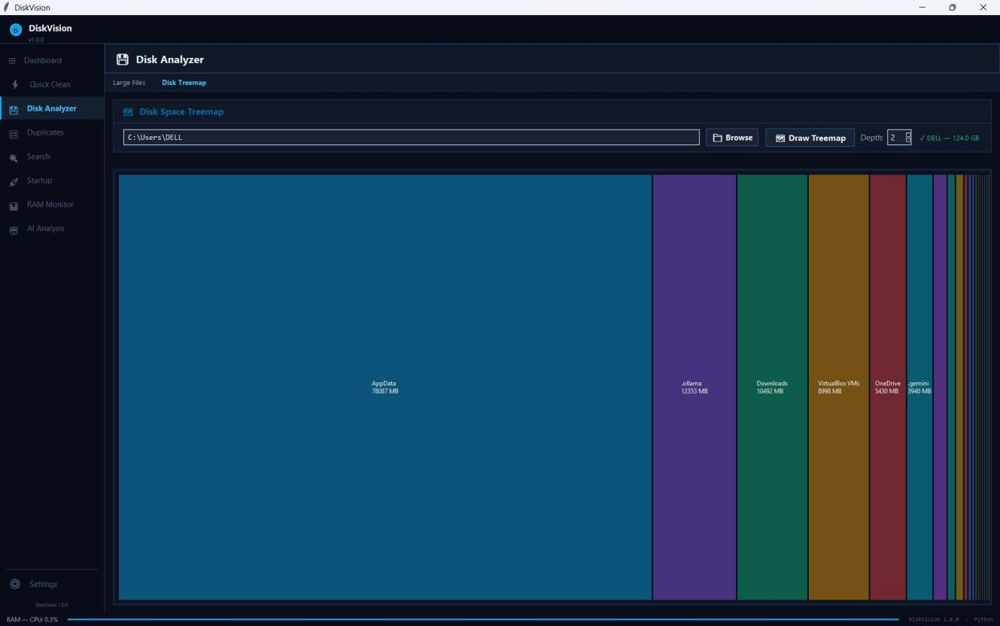 DiskVision
D
DiskVision
v1.0.0
Dashboard
Quick Clean
Disk Analyzer
Duplicates
Search
Startup
RAM Monitor
AI Analysis
Settings
DiskVision 1.0.0
Disk Analyzer
Large Files
Disk Treemap
Disk Space Treemap
C:\Users\DELL
Browse
Draw Treemap
Depth:
2
✓ DELL — 124.0 GB
AppData
78087 MB
.ollama
12353 MB
Downloads
10492 MB
VirtualBox VMs
8998 MB
OneDrive
5430 MB
.gemini
3940 MB
RAM — CPU: 0.3%
DiskVision 1.0.0 - Python